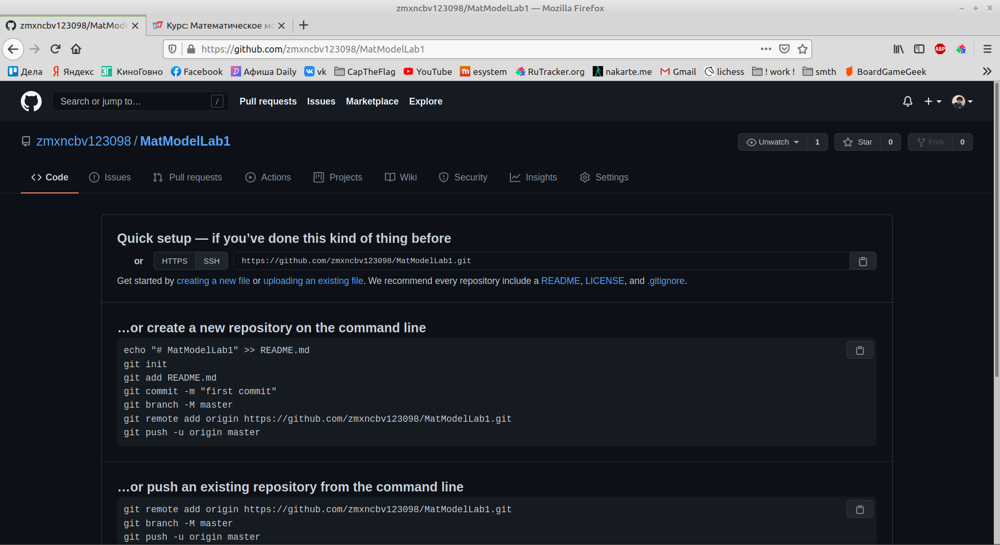 zmxncbv123098/MatModelLab1 — Mozilla Firefox
zmxncbv123098/MatMode
Курс: Математическое мо
https://github.com/zmxncbv123098/MatModelLab1
ABP
Дела Яндекс КиноГовно Facebook Афиша Daily vk CapTheFlag YouTube esystem RuTracker.org nakarte.me Gmail lichess ! work ! smth BoardGameGeek
Search or jump to… /
Pull requests Issues Marketplace Explore
zmxncbv123098 / MatModelLab1
Unwatch 1 Star 0 Fork 0
Code Issues Pull requests Actions Projects Wiki Security Insights Settings
Quick setup — if you’ve done this kind of thing before
or HTTPS SSH https://github.com/zmxncbv123098/MatModelLab1.git
Get started by creating a new file or uploading an existing file. We recommend every repository include a README, LICENSE, and .gitignore.
…or create a new repository on the command line
echo "# MatModelLab1" >> README.md
git init
git add README.md
git commit -m "first commit"
git branch -M master
git remote add origin https://github.com/zmxncbv123098/MatModelLab1.git
git push -u origin master
…or push an existing repository from the command line
git remote add origin https://github.com/zmxncbv123098/MatModelLab1.git
git branch -M master
git push -u origin master